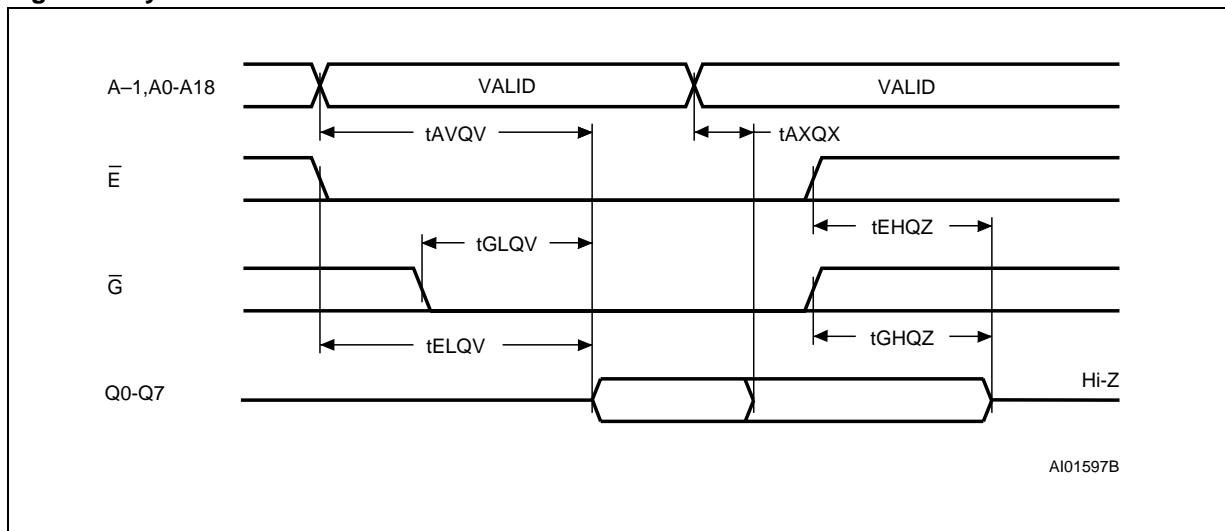 A–1,A0-A18
VALID
VALID
tAVQV
tAXQX
E̅
tEHQZ
tGLQV
G̅
tGHQZ
tELQV
Q0-Q7
Hi-Z
AI01597B